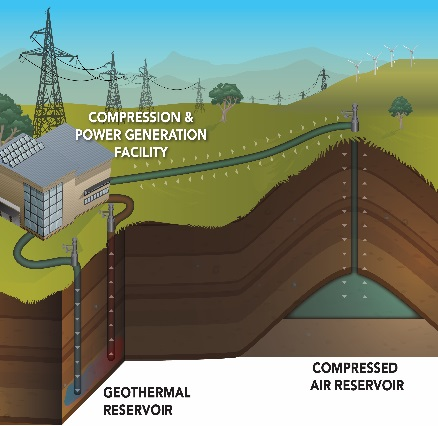 COMPRESSION &
POWER GENERATION
FACILITY
GEOTHERMAL
RESERVOIR
COMPRESSED
AIR RESERVOIR